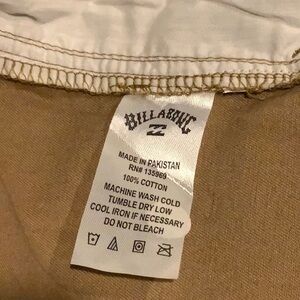 BILLABONG
MADE IN PAKISTAN
RN# 135969
100% COTTON
MACHINE WASH COLD
TUMBLE DRY LOW
COOL IRON IF NECESSARY
DO NOT BLEACH